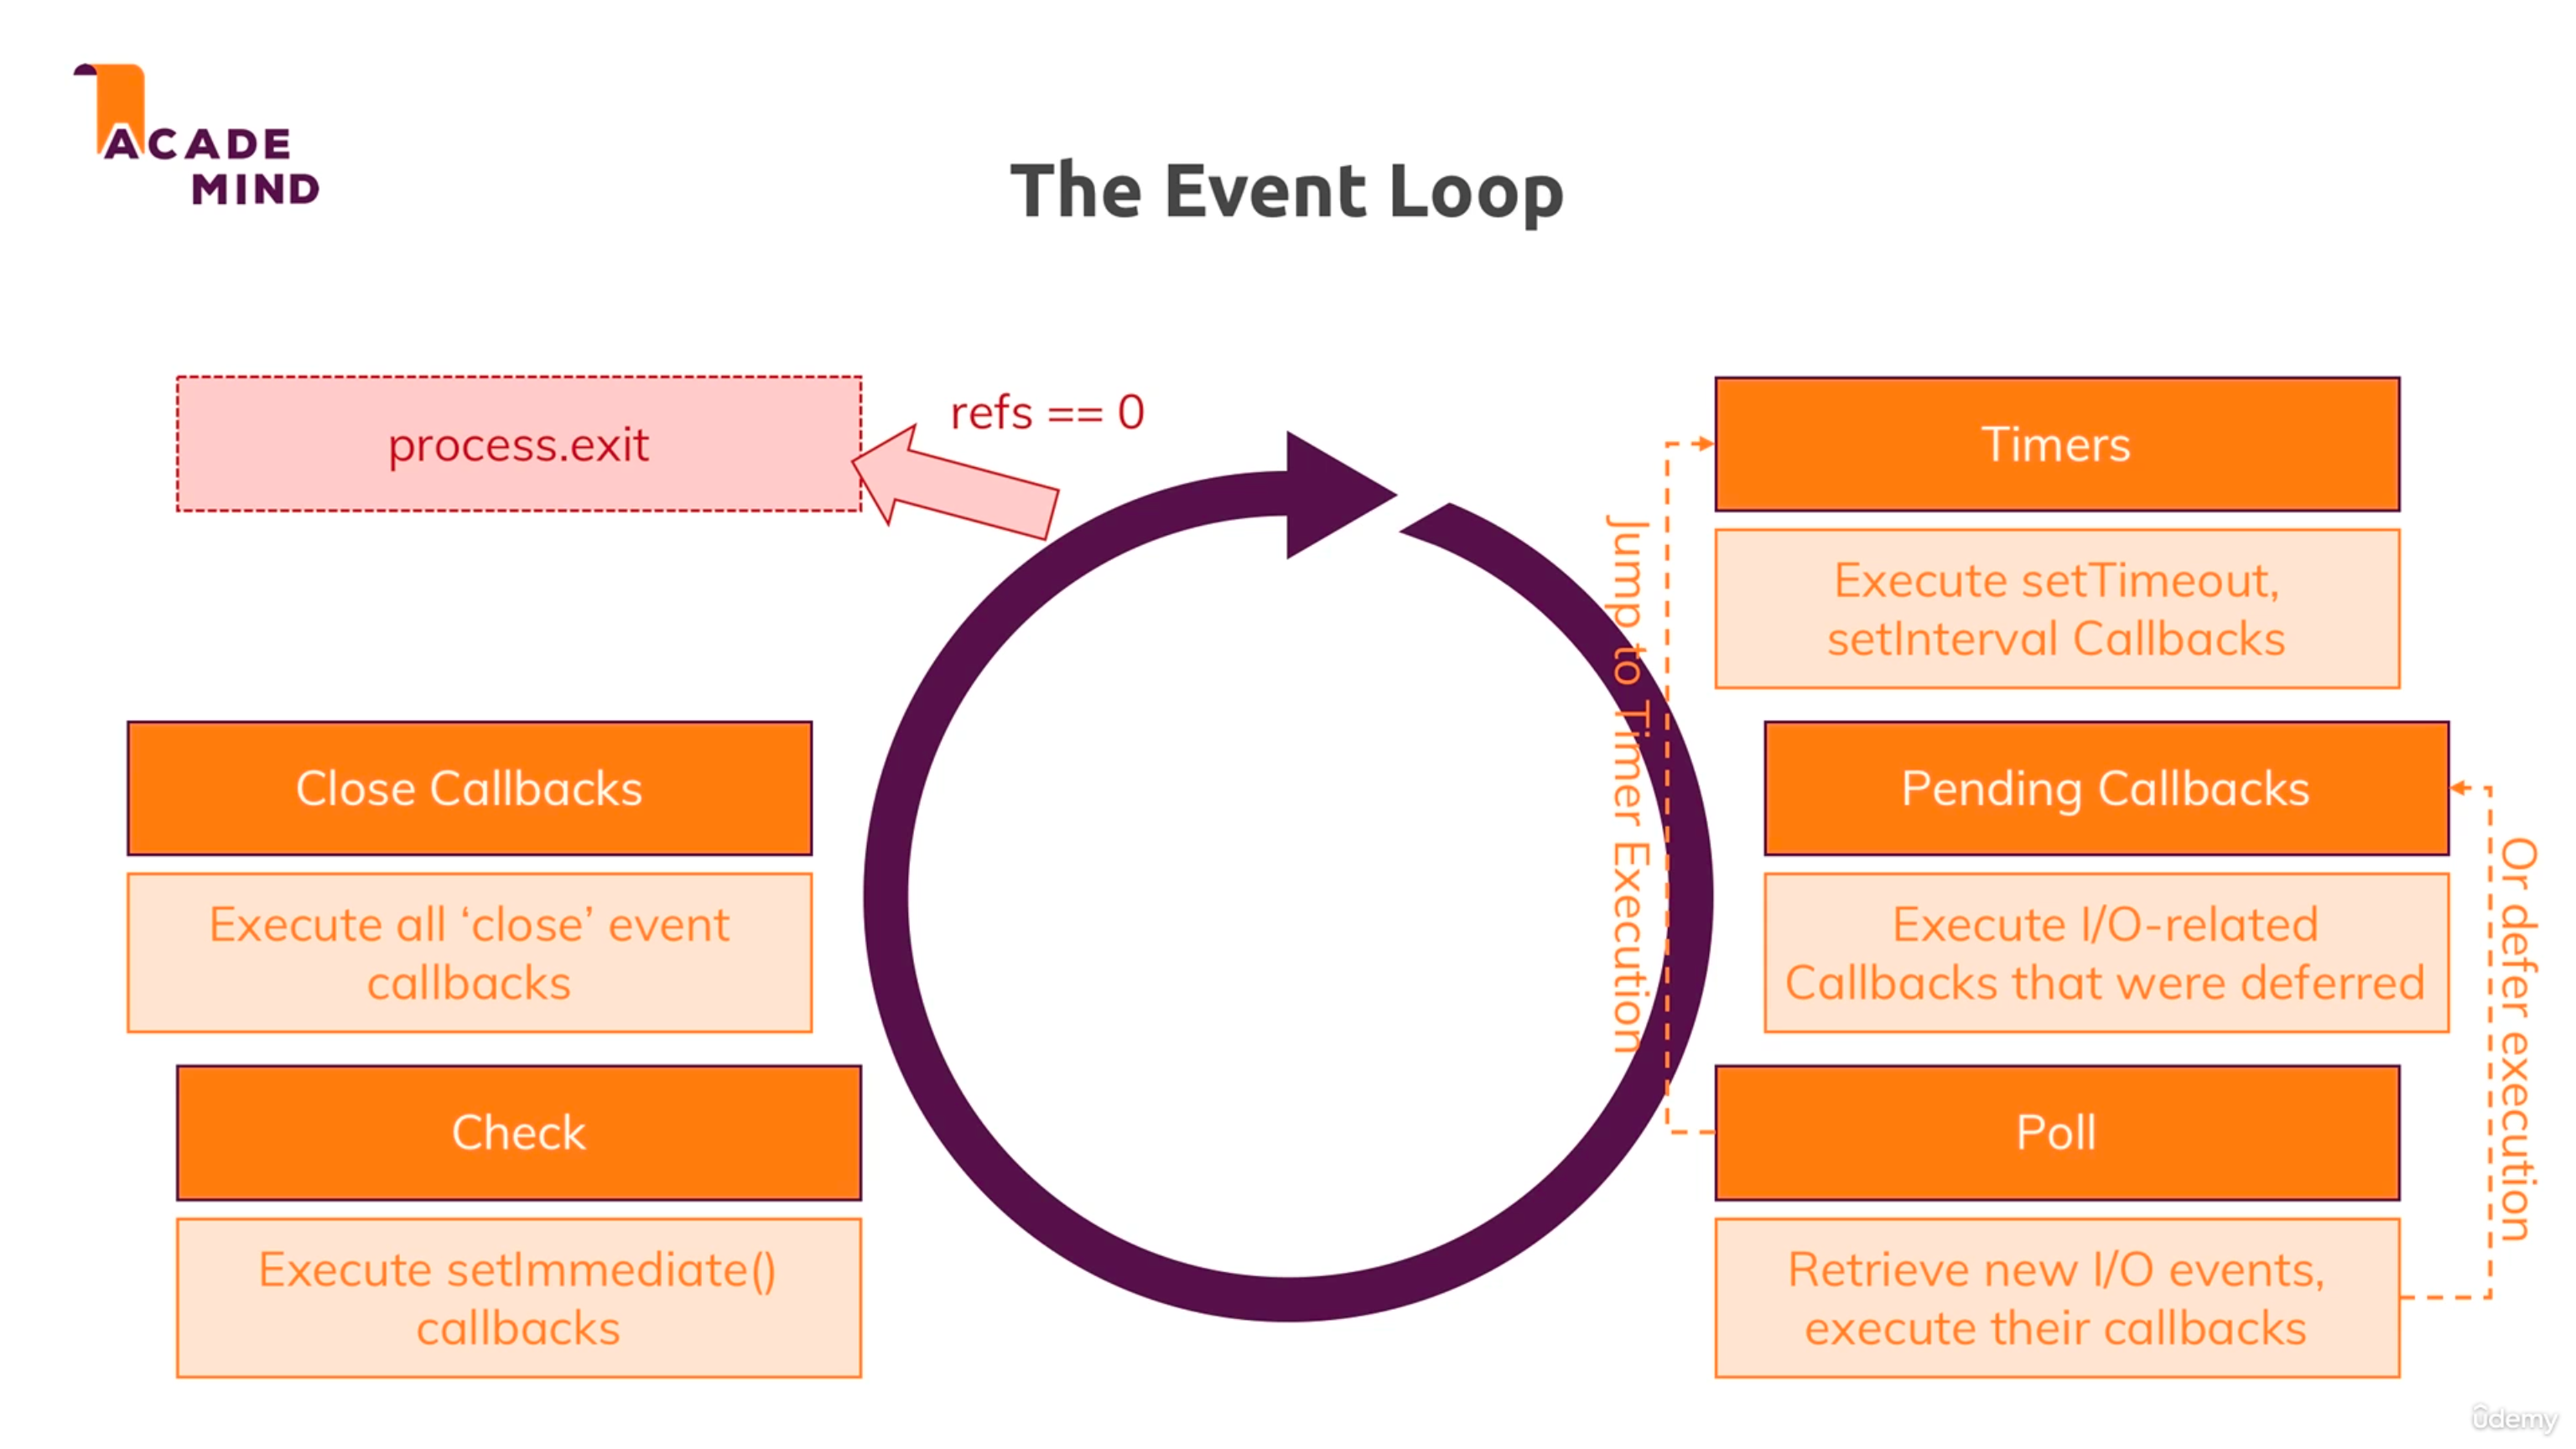 ACADE
MIND
The Event Loop
process.exit
refs == 0
Timers
Execute setTimeout,
setInterval Callbacks
Jump to Timer Execution
Close Callbacks
Execute all ‘close’ event
callbacks
Pending Callbacks
Execute I/O-related
Callbacks that were deferred
Or defer execution
Check
Execute setImmediate()
callbacks
Poll
Retrieve new I/O events,
execute their callbacks
ûdemy